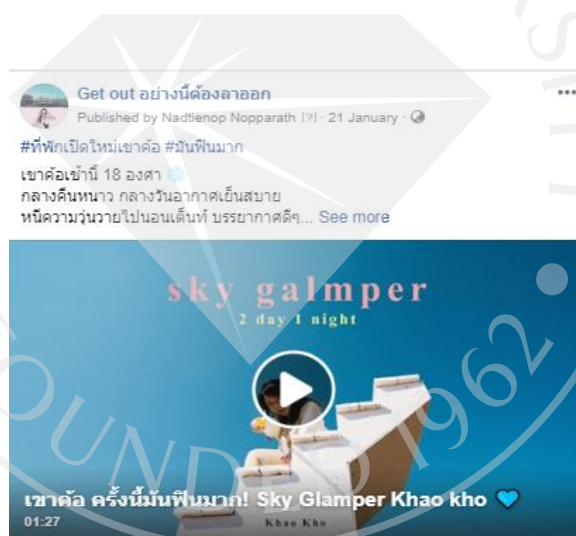 Get out อย่างนี้ต้องลาออก
Published by Nadtienop Nopparath [?] · 21 January ·
#ที่พักเปิดใหม่เขาค้อ #มันฟินมาก
เขาค้อเช้านี้ 18 องศา
กลางคืนหนาว กลางวันอากาศเย็นสบาย
หนีความวุ่นวายไปนอนเต็นท์ บรรยากาศดีๆ... See more
sky galmper
2 day 1 night
เขาค้อ ครั้งนี้มันฟินมาก! Sky Glamper Khao kho 💙
01:27
Khao Kho
FOUNDED 1962